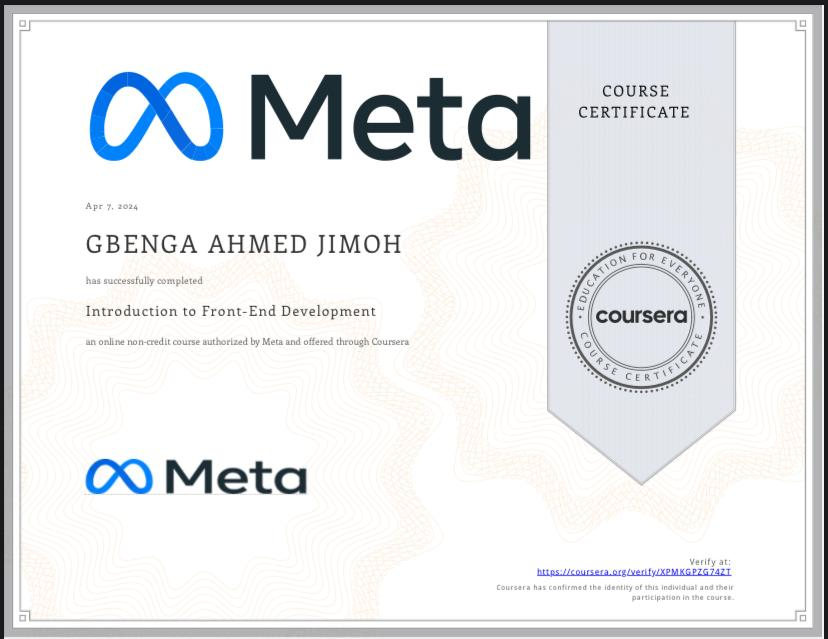 Meta
COURSE
CERTIFICATE
Apr 7, 2024
GBENGA AHMED JIMOH
has successfully completed
Introduction to Front-End Development
an online non-credit course authorized by Meta and offered through Coursera
EDUCATION FOR EVERYONE
coursera
COURSE CERTIFICATE
Meta
Verify at:
https://coursera.org/verify/XPMKGPZG74ZT
Coursera has confirmed the identity of this individual and their
participation in the course.